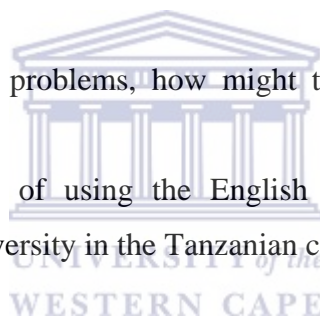 problems, how might t
of using the English
versity in the Tanzanian c
UNIVERSITY of the
WESTERN CAPE